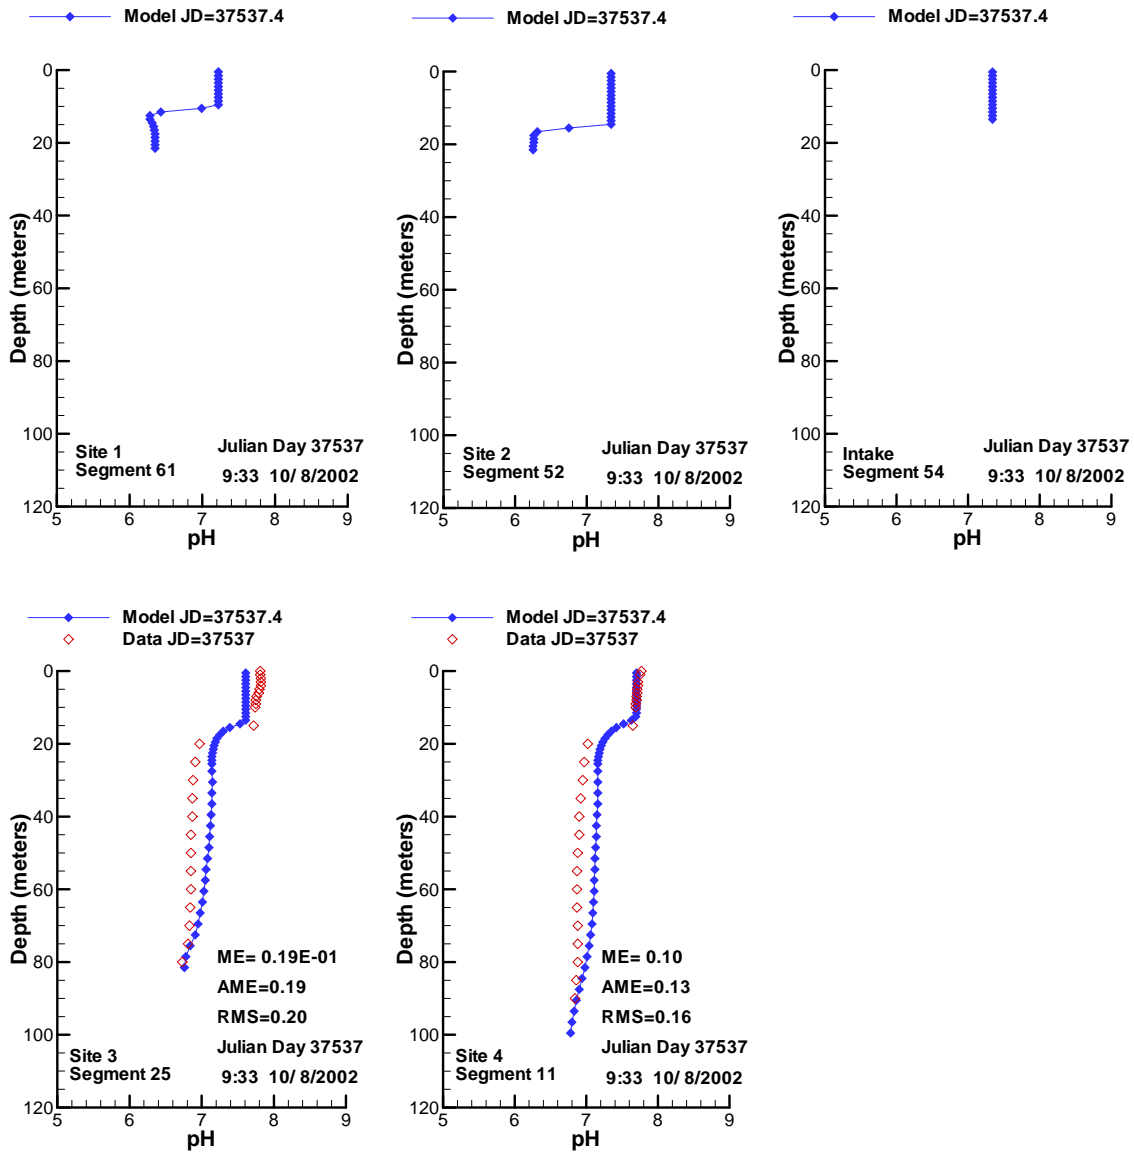 Model JD=37537.4
0
20
40
60
80
100
120
5 6 7 8 9
Depth (meters)
pH
Site 1
Segment 61
Julian Day 37537
9:33 10/ 8/2002
Model JD=37537.4
0
20
40
60
80
100
120
5 6 7 8 9
Depth (meters)
pH
Site 2
Segment 52
Julian Day 37537
9:33 10/ 8/2002
Model JD=37537.4
0
20
40
60
80
100
120
5 6 7 8 9
Depth (meters)
pH
Intake
Segment 54
Julian Day 37537
9:33 10/ 8/2002
Model JD=37537.4
Data JD=37537
0
20
40
60
80
100
120
5 6 7 8 9
Depth (meters)
pH
ME= 0.19E-01
AME=0.19
RMS=0.20
Site 3
Segment 25
Julian Day 37537
9:33 10/ 8/2002
Model JD=37537.4
Data JD=37537
0
20
40
60
80
100
120
5 6 7 8 9
Depth (meters)
pH
ME= 0.10
AME=0.13
RMS=0.16
Site 4
Segment 11
Julian Day 37537
9:33 10/ 8/2002